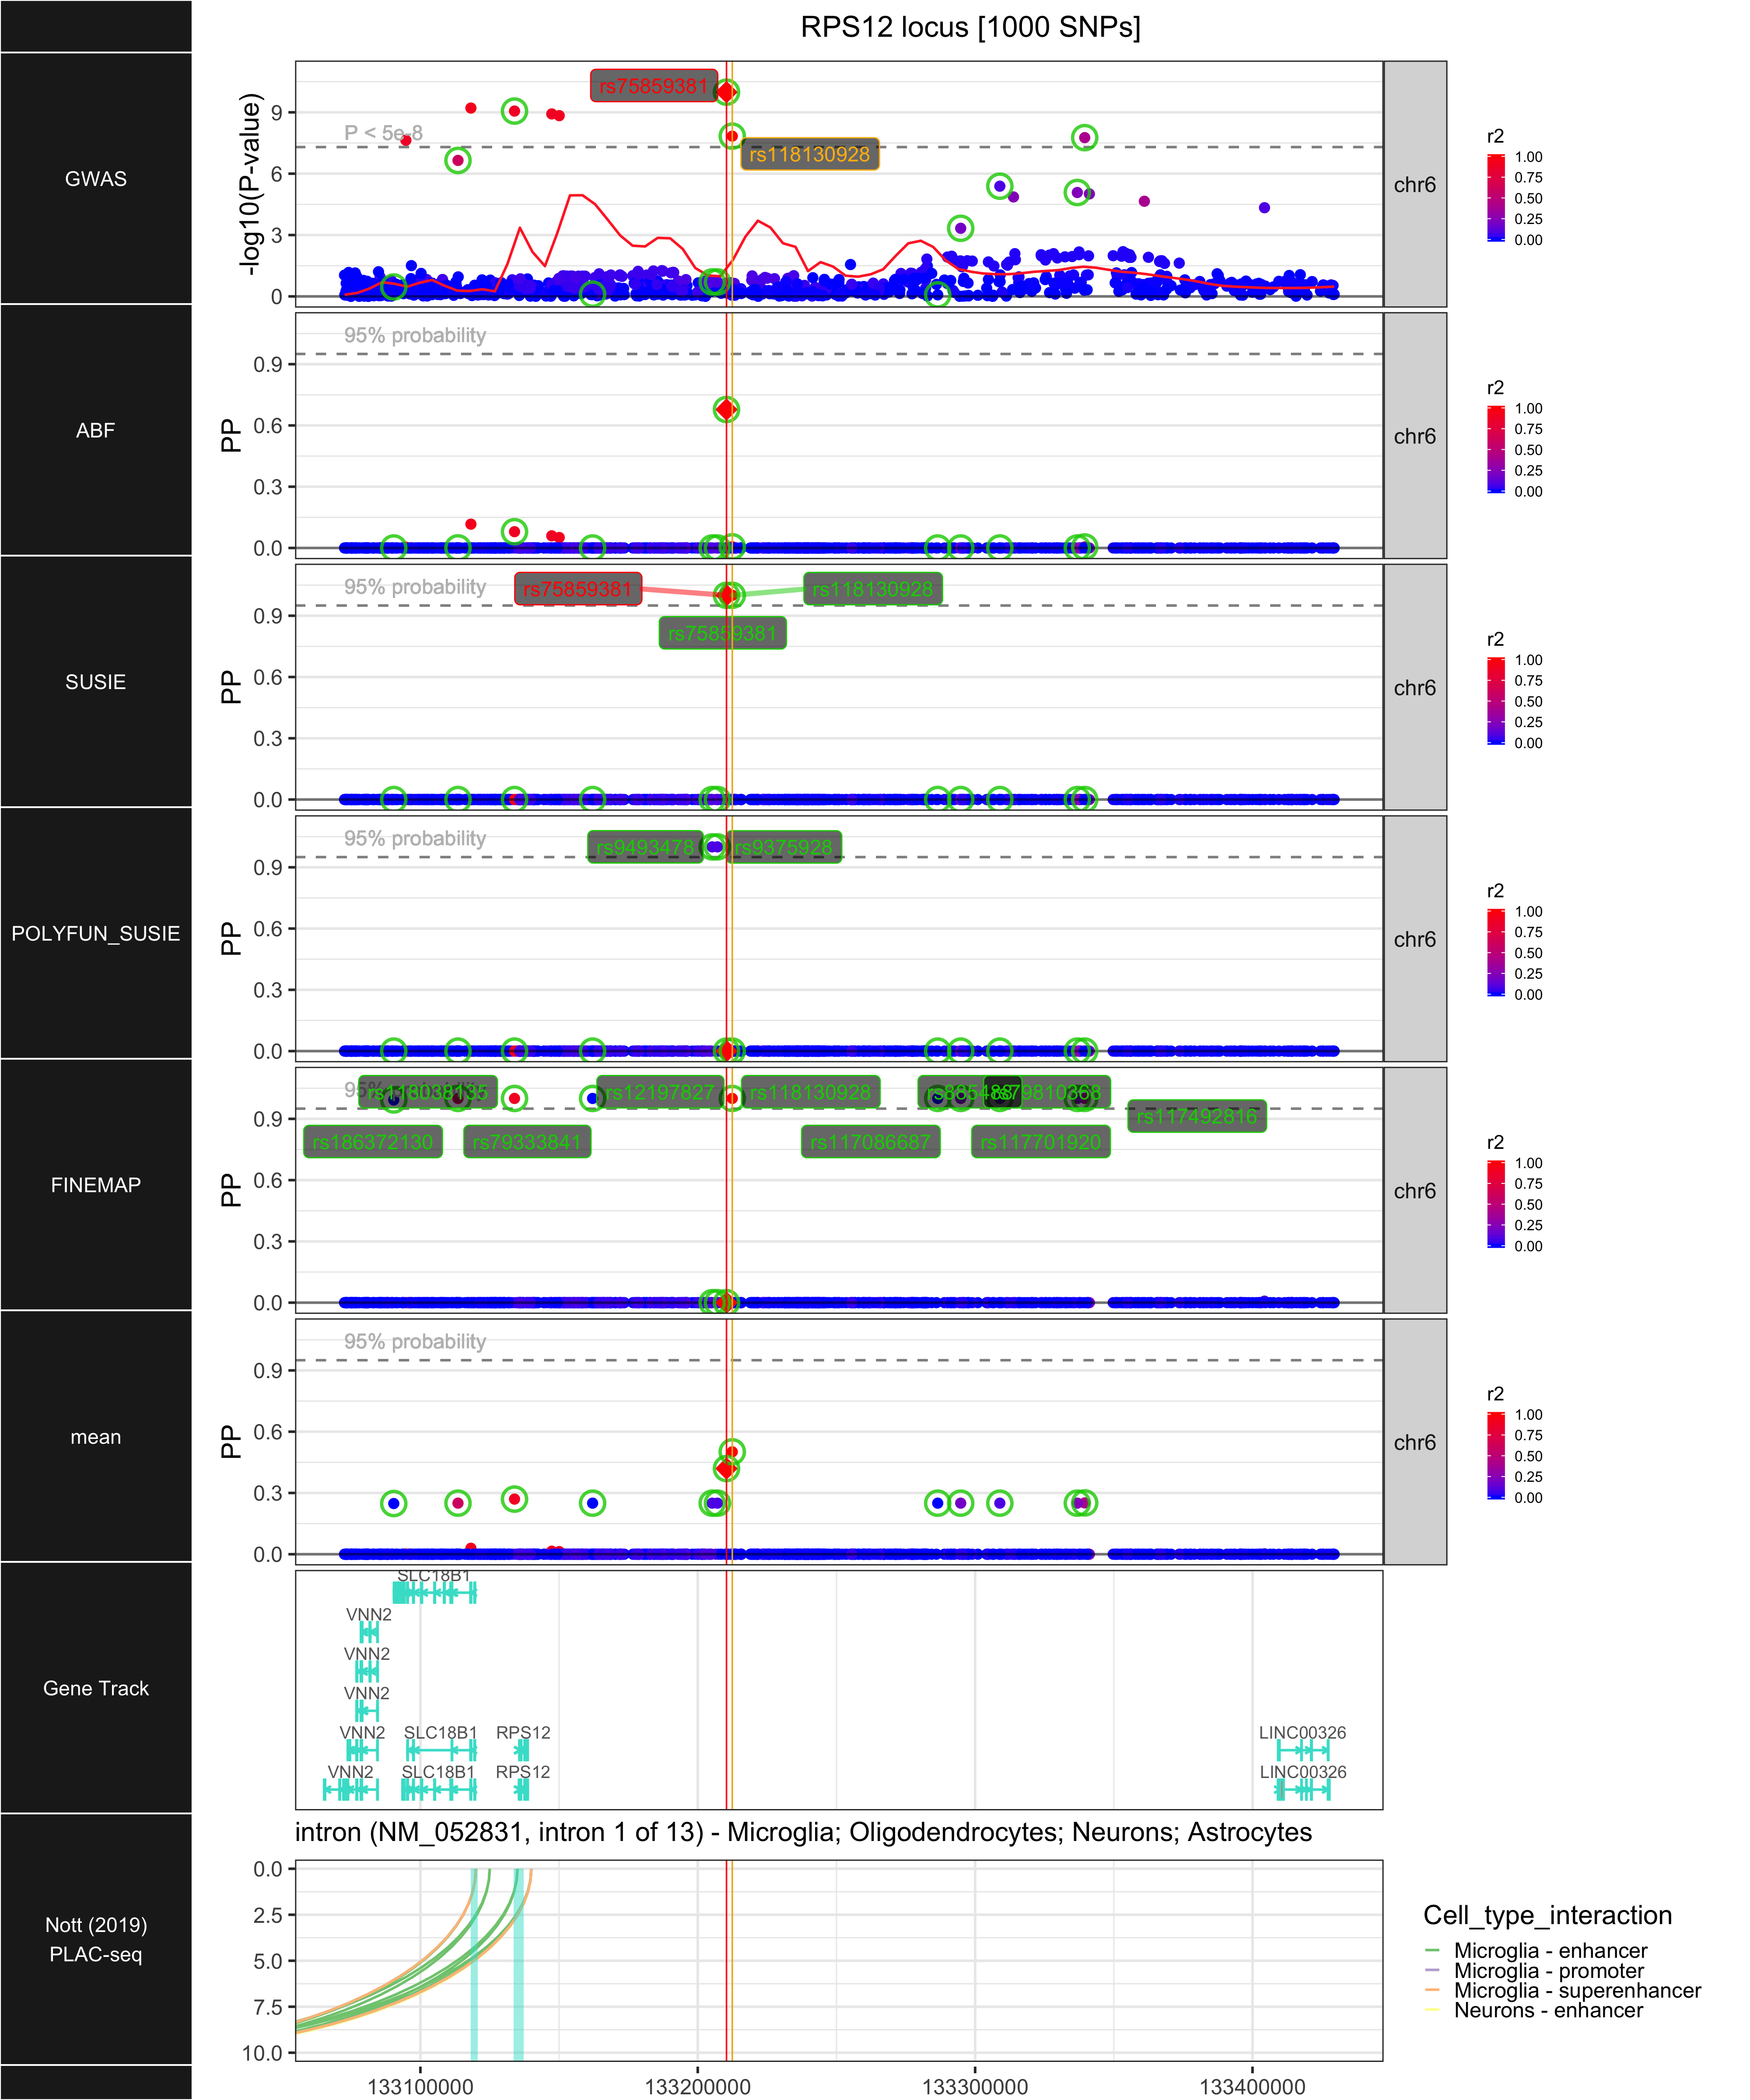 RPS12 locus [1000 SNPs]
GWAS
-log10(P-value)
9
6
3
0
P < 5e-8
rs75859381
rs118130928
chr6
r2
1.00
0.75
0.50
0.25
0.00
ABF
PP
0.9
0.6
0.3
0.0
95% probability
chr6
r2
1.00
0.75
0.50
0.25
0.00
SUSIE
PP
0.9
0.6
0.3
0.0
95% probability
rs75859381
rs118130928
rs75859381
chr6
r2
1.00
0.75
0.50
0.25
0.00
POLYFUN_SUSIE
PP
0.9
0.6
0.3
0.0
95% probability
rs9493478
rs9375928
chr6
r2
1.00
0.75
0.50
0.25
0.00
FINEMAP
PP
0.9
0.6
0.3
0.0
95% probability
rs12197827
rs118130928
rs79810368
rs117492816
rs186372130
rs79333841
rs117086687
rs117701920
chr6
r2
1.00
0.75
0.50
0.25
0.00
mean
PP
0.9
0.6
0.3
0.0
95% probability
chr6
r2
1.00
0.75
0.50
0.25
0.00
Gene Track
SLC18B1
VNN2
VNN2
VNN2
VNN2 SLC18B1 RPS12 LINC00326
VNN2 SLC18B1 RPS12 LINC00326
intron (NM_052831, intron 1 of 13) - Microglia; Oligodendrocytes; Neurons; Astrocytes
Nott (2019)
PLAC-seq
0.0
2.5
5.0
7.5
10.0
Cell_type_interaction
Microglia - enhancer
Microglia - promoter
Microglia - superenhancer
Neurons - enhancer
133100000 133200000 133300000 133400000